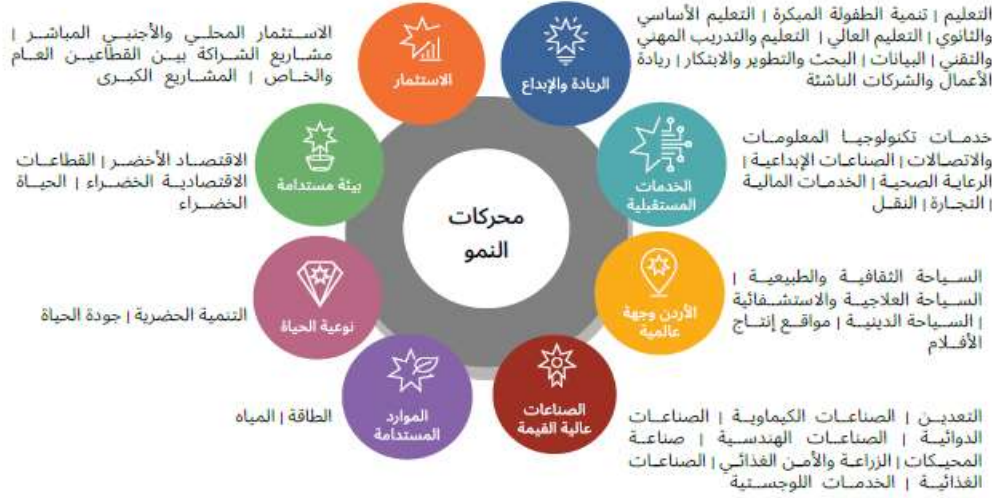 محركات
النمو
الريادة والإبداع
التعليم | تنمية الطفولة المبكرة | التعليم الأساسي
والثانوي | التعليم العالي | التعليم والتدريب المهني
والتقني | البيانات | البحث والتطوير والابتكار | ريادة
الأعمال والشركات الناشئة
الخدمات
المستقبلية
خدمات تكنولوجيا المعلومات
والاتصالات | الصناعات الإبداعية |
الرعاية الصحية | الخدمات المالية
| التجارة | النقل
الأردن وجهة
عالمية
السياحة الثقافية والطبيعية |
السياحة العلاجية والاستشفائية
| السياحة الدينية | مواقع إنتاج
الأفلام
الصناعات
عالية القيمة
التعدين | الصناعات الكيماوية | الصناعات
الدوائية | الصناعات الهندسية | صناعة
المحيكات | الزراعة والأمن الغذائي | الصناعات
الغذائية | الخدمات اللوجستية
الموارد
المستدامة
الطاقة | المياه
نوعية الحياة
التنمية الحضرية | جودة الحياة
بيئة مستدامة
الاقتصاد الأخضر | القطاعات
الاقتصادية الخضراء | الحياة
الخضراء
الاستثمار
الاستثمار المحلي والأجنبي المباشر |
مشاريع الشراكة بين القطاعين العام
والخاص | المشاريع الكبرى